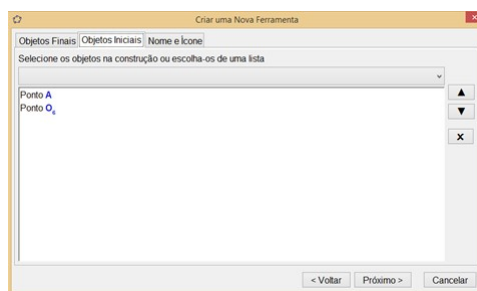 Criar uma Nova Ferramenta
Objetos Finais Objetos Iniciais Nome e Ícone
Selecione os objetos na construção ou escolha-os de uma lista
Ponto A
Ponto O
< Voltar Próximo > Cancelar